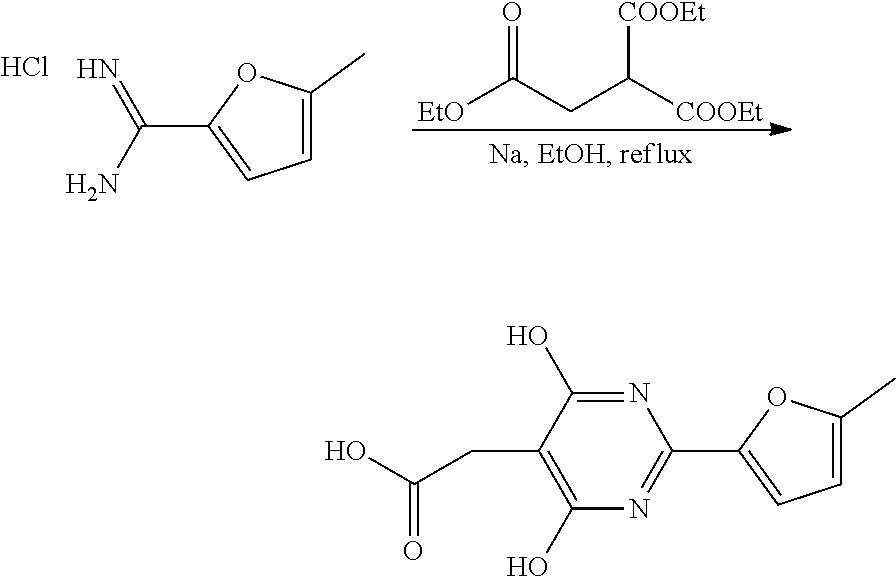 O
COOEt
HCl
HN
O
EtO
COOEt
H2N
Na, EtOH, reflux
HO
N
O
HO
N
O
HO